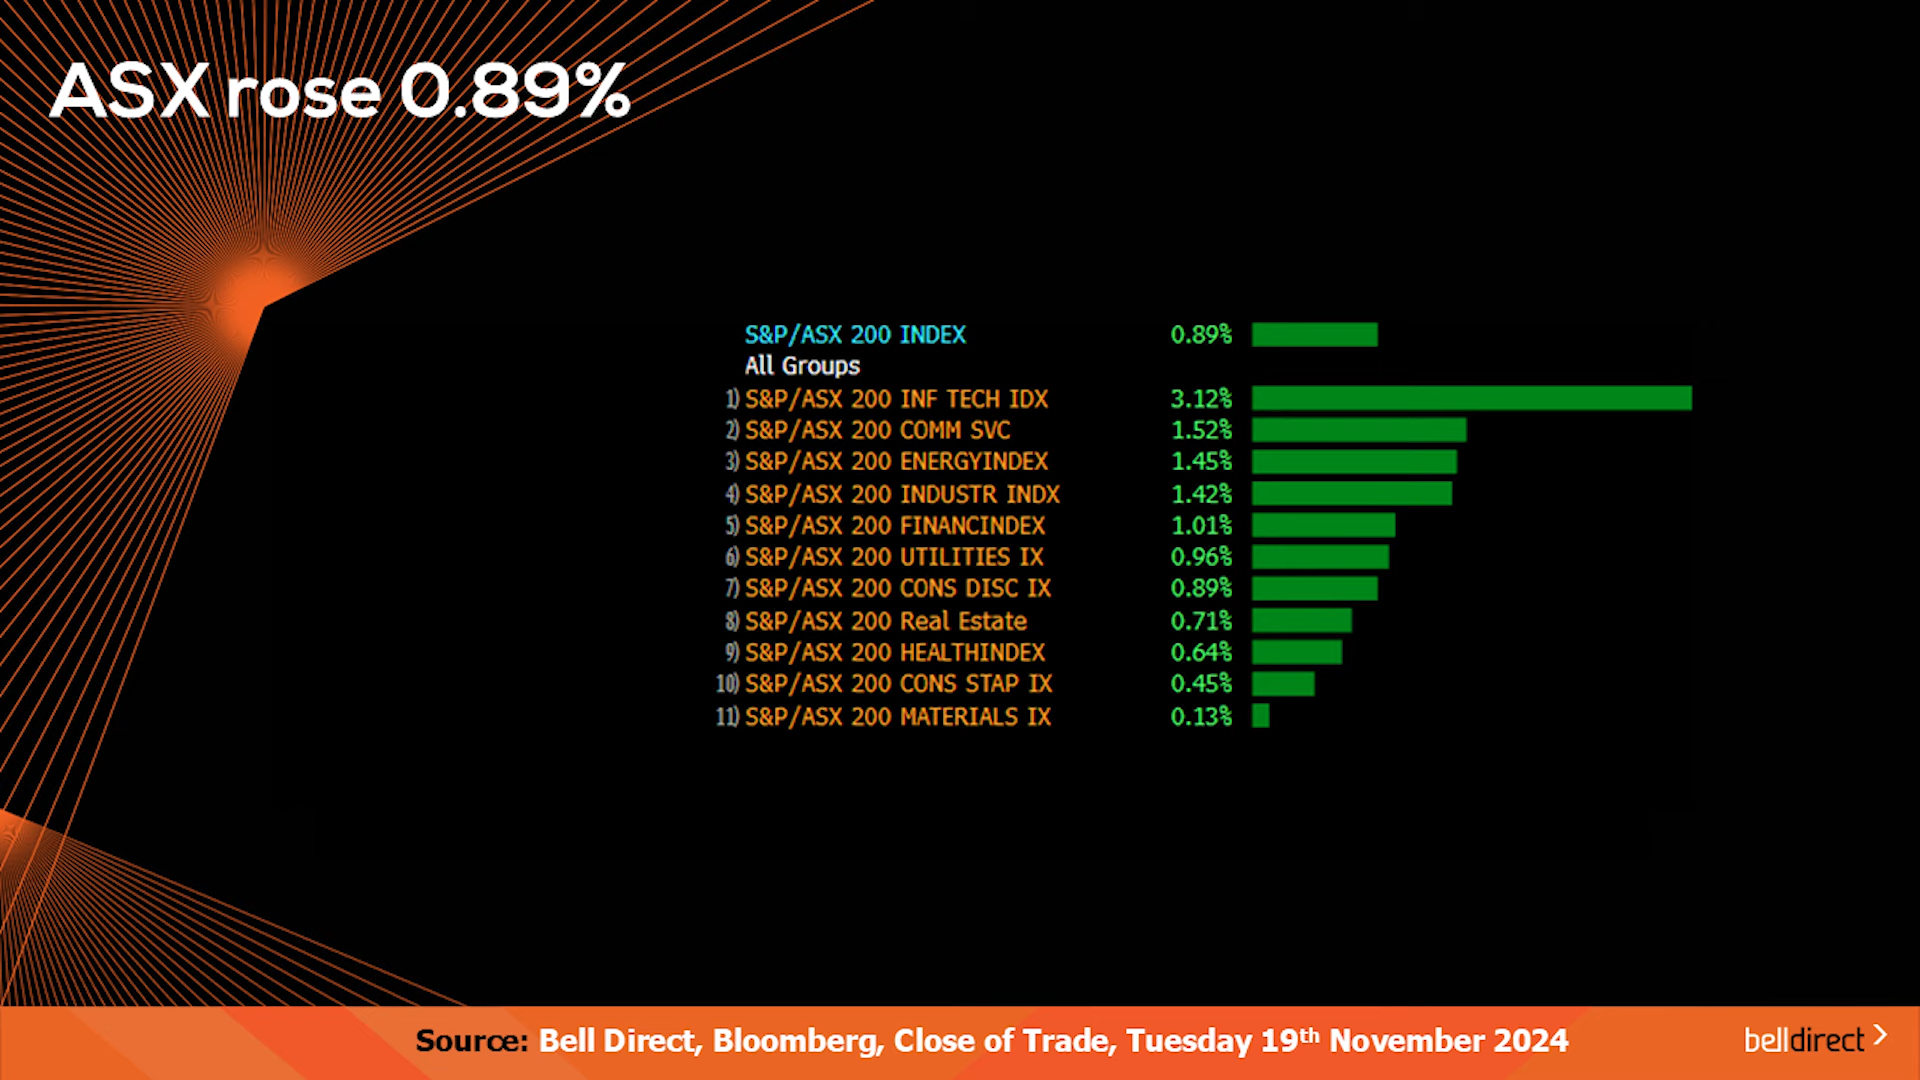 ASX rose 0.89%
S&P/ASX 200 INDEX 0.89%
All Groups
1) S&P/ASX 200 INF TECH IDX 3.12%
2) S&P/ASX 200 COMM SVC 1.52%
3) S&P/ASX 200 ENERGYINDEX 1.45%
4) S&P/ASX 200 INDUSTR INDX 1.42%
5) S&P/ASX 200 FINANCINDEX 1.01%
6) S&P/ASX 200 UTILITIES IX 0.96%
7) S&P/ASX 200 CONS DISC IX 0.89%
8) S&P/ASX 200 Real Estate 0.71%
9) S&P/ASX 200 HEALTHINDEX 0.64%
10) S&P/ASX 200 CONS STAP IX 0.45%
11) S&P/ASX 200 MATERIALS IX 0.13%
Source: Bell Direct, Bloomberg, Close of Trade, Tuesday 19th November 2024
belldirect